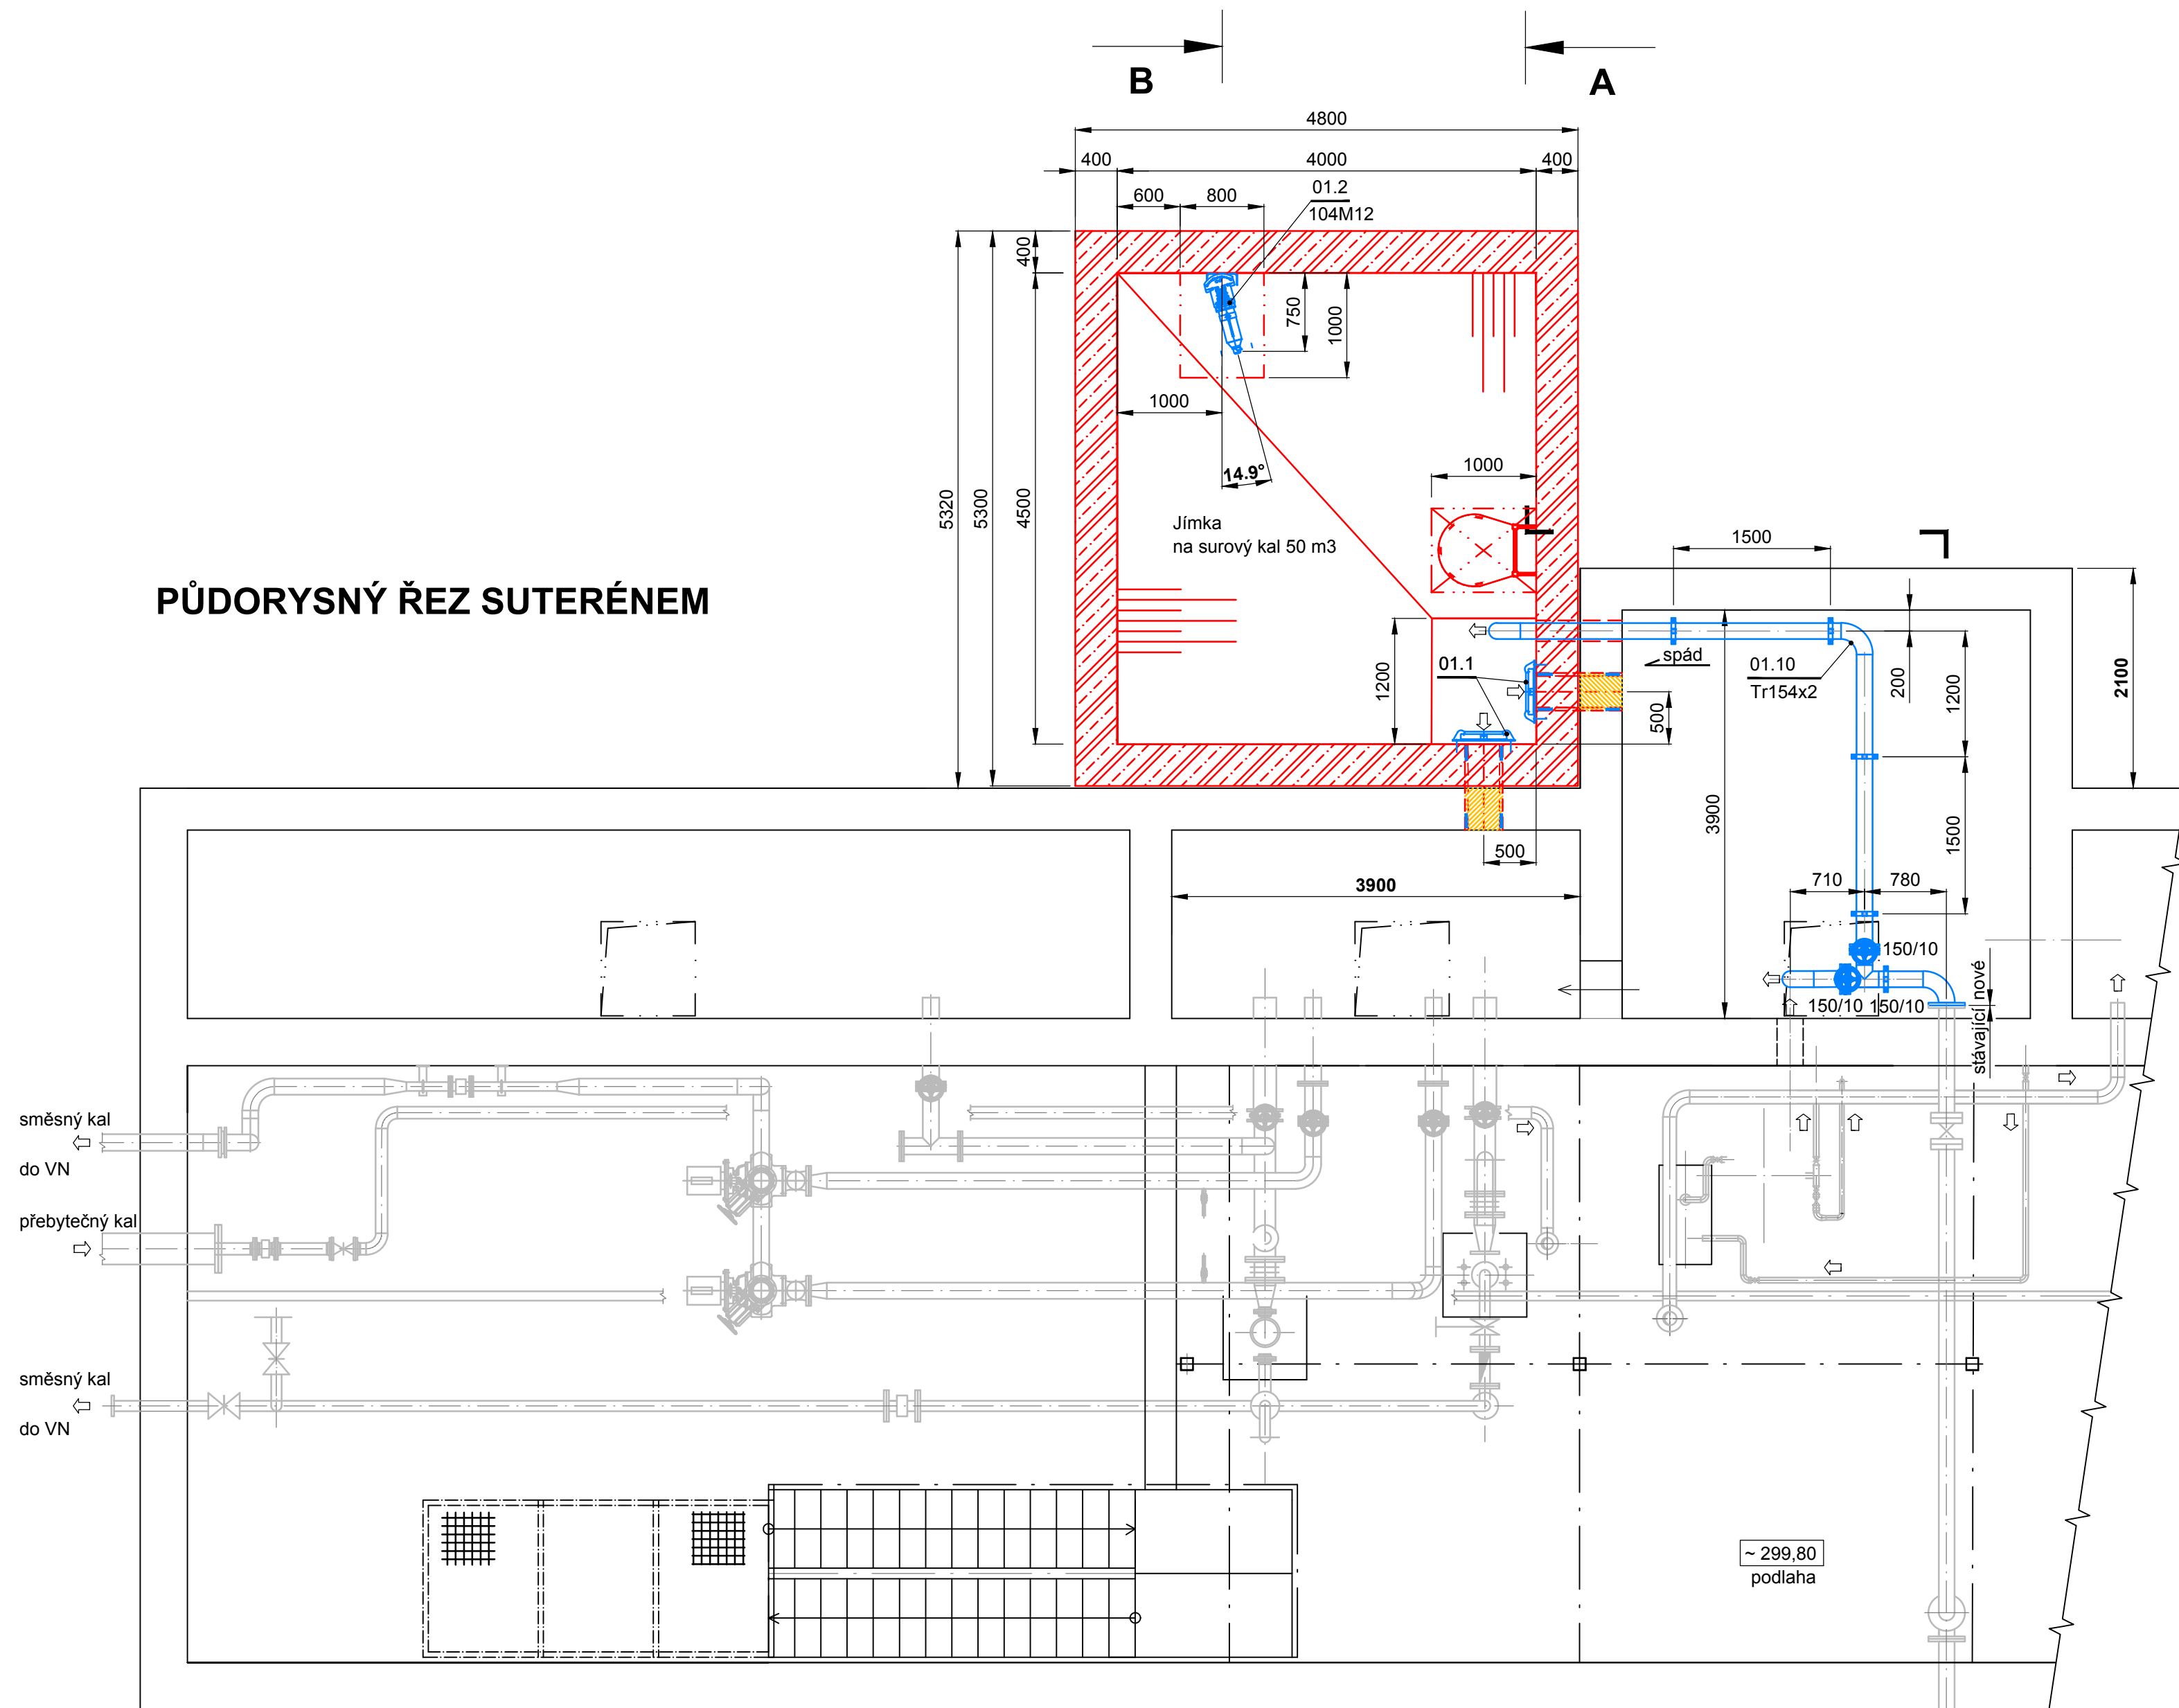 B
A
4800
400
4000
400
600
800
01.2
104M12
400
750
1000
1000
14.9°
1000
5320
5300
4500
Jímka
na surový kal 50 m3
PŮDORYSNÝ ŘEZ SUTERÉNEM
1500
spád
01.10
Tr154x2
200
1200
2100
01.1
1200
500
500
3900
1500
3900
710
780
150/10
150/10
150/10
stávající
nové
směsný kal
do VN
přebytečný kal
směsný kal
do VN
~ 299,80
podlaha